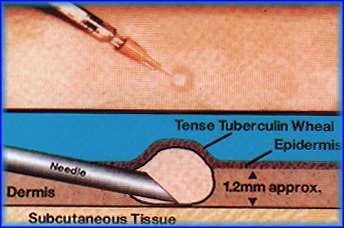 Tense Tuberculin Wheal
Epidermis
Needle
Dermis
1.2mm approx.
Subcutaneous Tissue